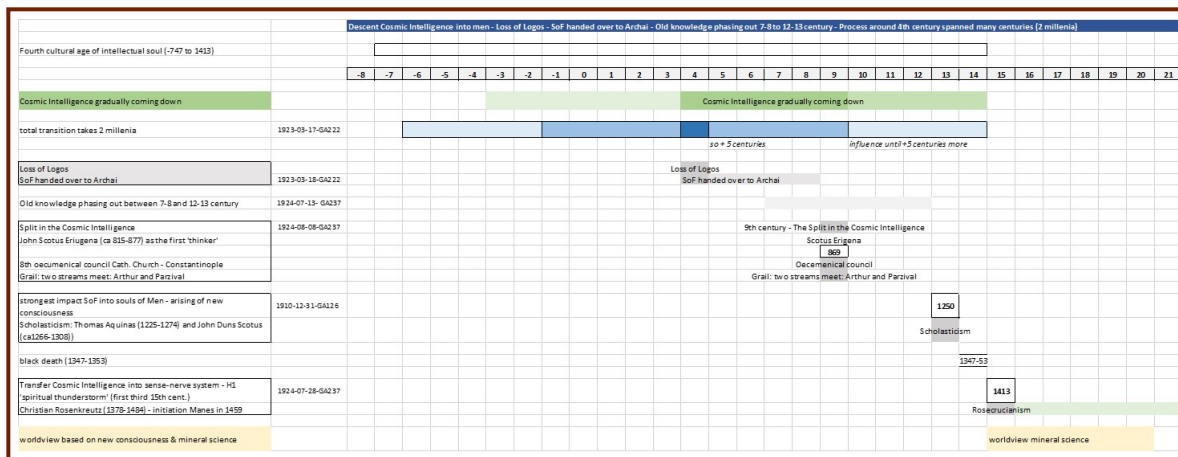 Descent Cosmic Intelligence into men - Loss of Logos - SoF handed over to Archai - Old knowledge phasing out 7-8 to 12-13 century - Process around 4th century spanned many centuries (2 millenia)
Fourth cultural age of intellectual soul (-747 to 1413)
-8 -7 -6 -5 -4 -3 -2 -1 0 1 2 3 4 5 6 7 8 9 10 11 12 13 14 15 16 17 18 19 20 21
Cosmic Intelligence gradually coming down Cosmic Intelligence gradually coming down
total transition takes 2 millenia 1923-03-17-GA222
so + 5 centuries influence until +5 centuries more
Loss of Logos Loss of Logos
SoF handed over to Archai 1923-03-18-GA222 SoF handed over to Archai
Old knowledge phasing out between 7-8 and 12-13 century 1924-07-13- GA237
Split in the Cosmic Intelligence 1924-08-08-GA237 9th century - The Split in the Cosmic Intelligence
John Scotus Eriugena (ca 815-877) as the first 'thinker' Scotus Erigena
869
8th oecumenical council Cath. Church - Constantinople Oecemenical council
Grail: two streams meet: Arthur and Parzival Grail: two streams meet: Arthur and Parzival
strongest impact SoF into souls of Men - arising of new
consciousness 1910-12-31-GA126 1250
Scholasticism: Thomas Aquinas (1225-1274) and John Duns Scotus
(ca1266-1308)) Scholasticism
black death (1347-1353) 1347-53
Transfer Cosmic Intelligence into sense-nerve system - H1
'spiritual thunderstorm' (first third 15th cent.) 1924-07-28-GA237 1413
Christian Rosenkreutz (1378-1484) - initiation Manes in 1459 Rosecrucianism
worldview based on new consciousness & mineral science worldview mineral science